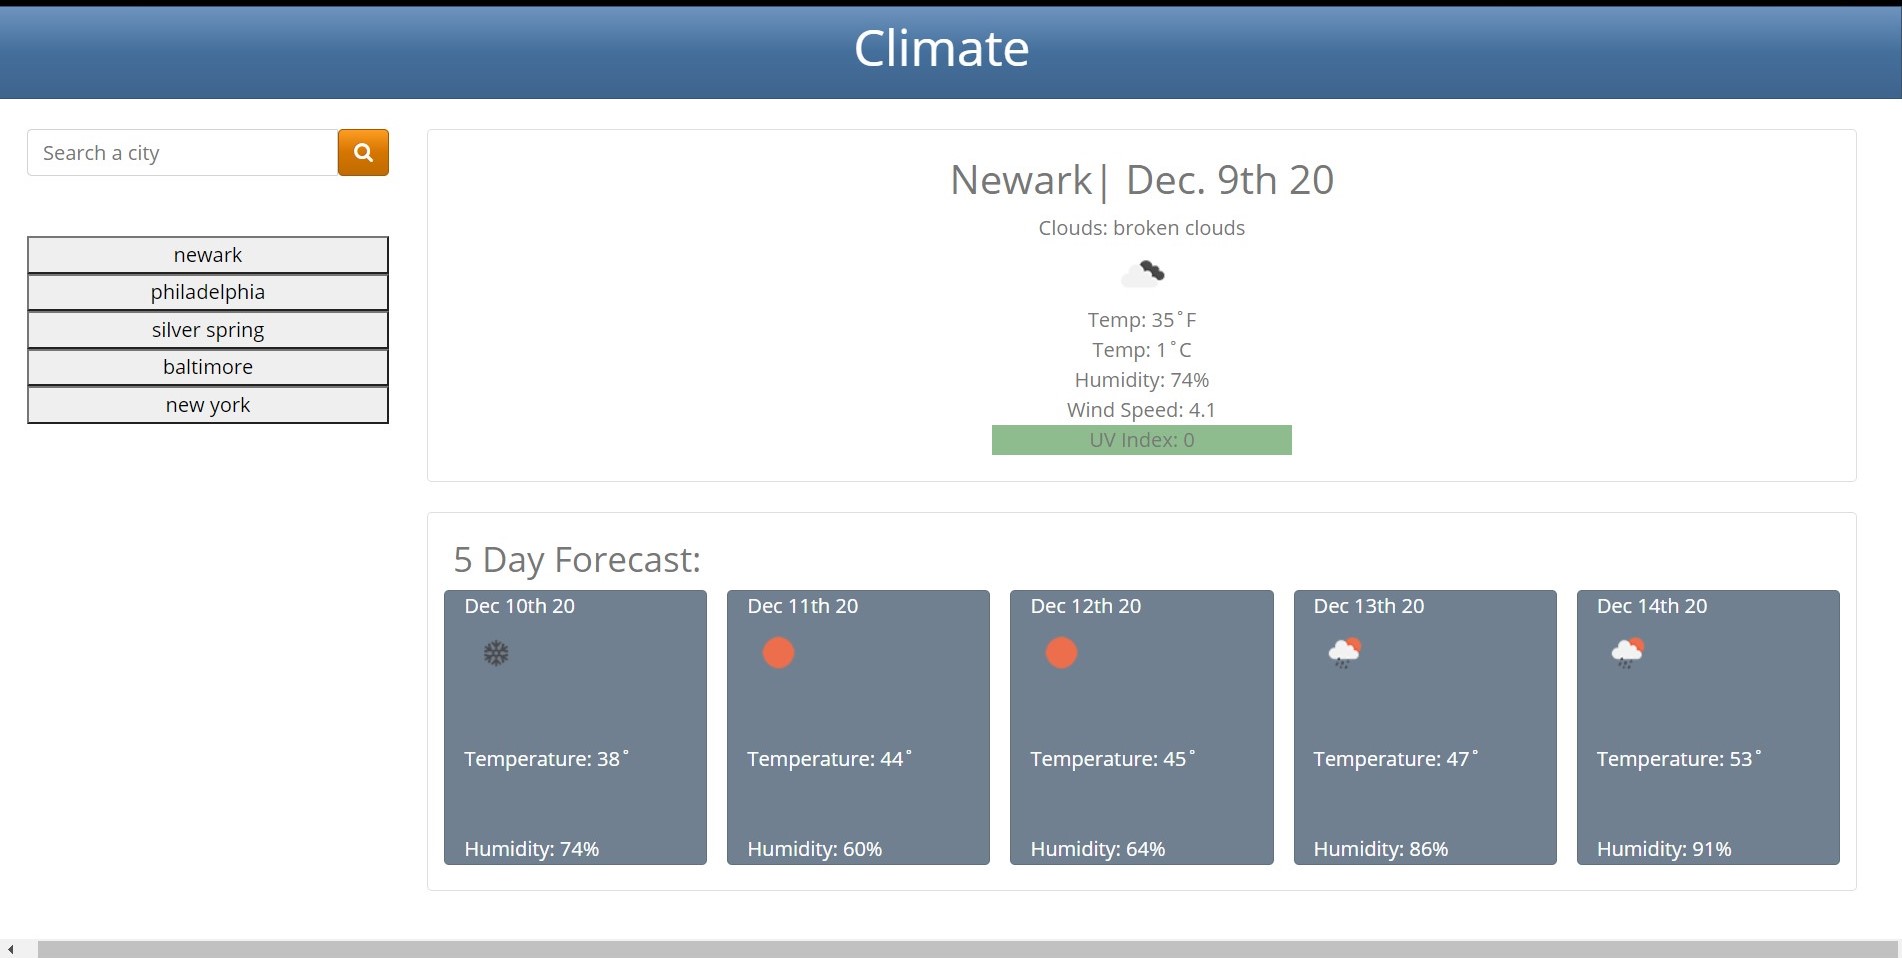 Climate
Search a city
newark
philadelphia
silver spring
baltimore
new york
Newark| Dec. 9th 20
Clouds: broken clouds
Temp: 35˚F
Temp: 1˚C
Humidity: 74%
Wind Speed: 4.1
UV Index: 0
5 Day Forecast:
Dec 10th 20
Temperature: 38˚
Humidity: 74%
Dec 11th 20
Temperature: 44˚
Humidity: 60%
Dec 12th 20
Temperature: 45˚
Humidity: 64%
Dec 13th 20
Temperature: 47˚
Humidity: 86%
Dec 14th 20
Temperature: 53˚
Humidity: 91%